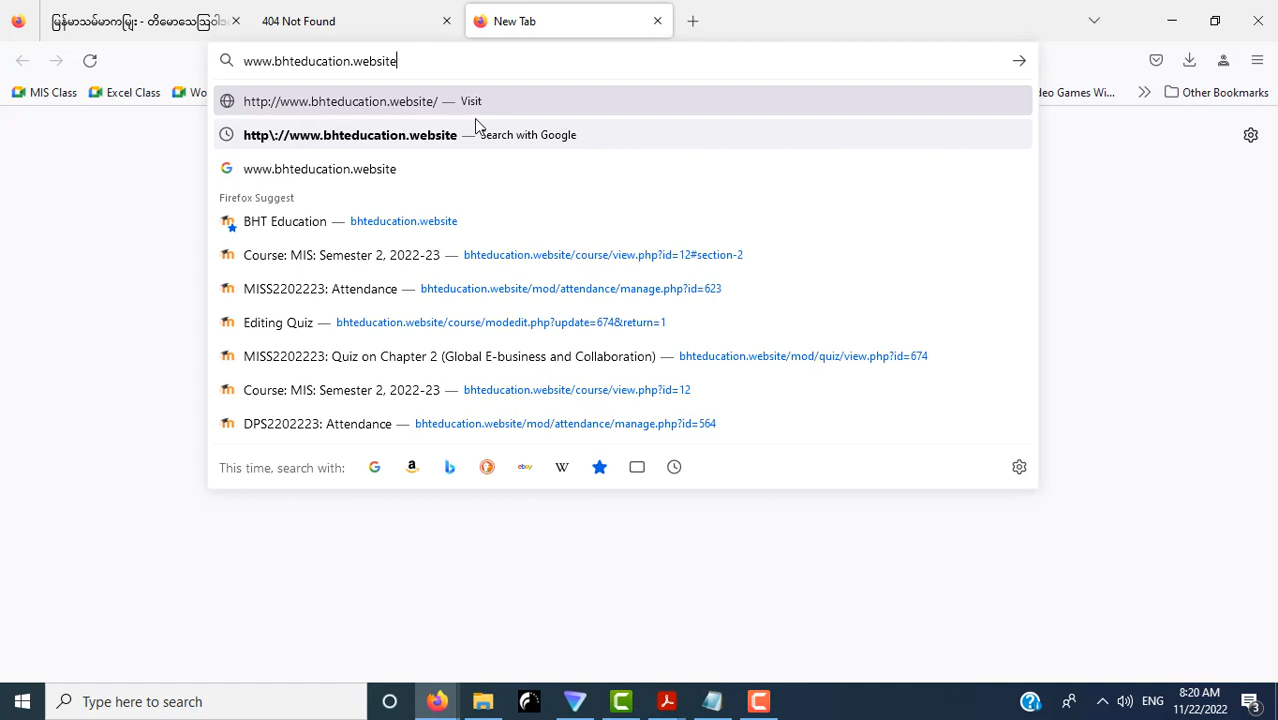 မြန်မာသမ်မာကျမ်း - တိမောသေဩဝါဒ
404 Not Found
New Tab
www.bhteducation.website
MIS Class
Excel Class
Wo
Video Games Wi...
Other Bookmarks
http://www.bhteducation.website/ — Visit
http\://www.bhteducation.website — Search with Google
www.bhteducation.website
Firefox Suggest
BHT Education — bhteducation.website
Course: MIS: Semester 2, 2022-23 — bhteducation.website/course/view.php?id=12#section-2
MISS2202223: Attendance — bhteducation.website/mod/attendance/manage.php?id=623
Editing Quiz — bhteducation.website/course/modedit.php?update=674&return=1
MISS2202223: Quiz on Chapter 2 (Global E-business and Collaboration) — bhteducation.website/mod/quiz/view.php?id=674
Course: MIS: Semester 2, 2022-23 — bhteducation.website/course/view.php?id=12
DPS2202223: Attendance — bhteducation.website/mod/attendance/manage.php?id=564
This time, search with:
Type here to search
ENG
8:20 AM
11/22/2022
3